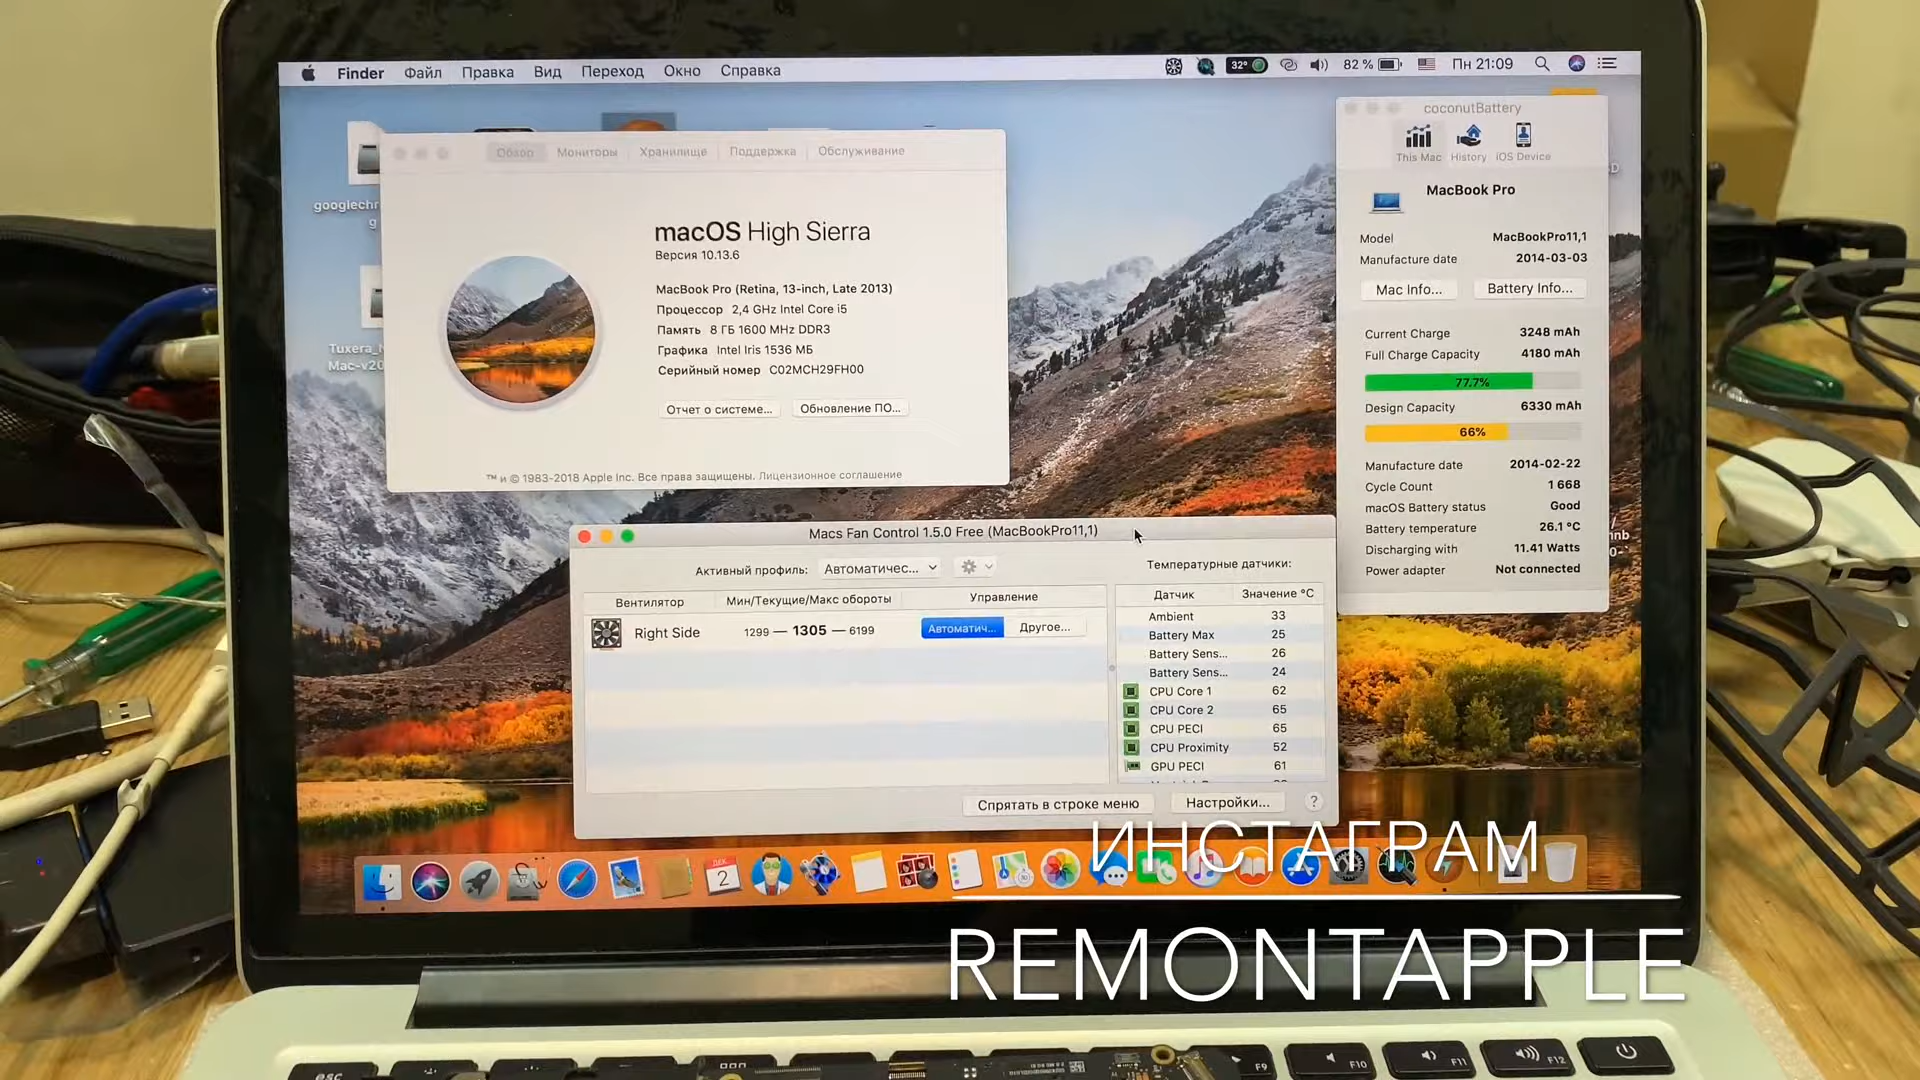 Finder Файл Правка Вид Переход Окно Справка
32° 82 % Пн 21:09
googlechr
g
Mac-v20
Обзор Мониторы Хранилище Поддержка Обслуживание
macOS High Sierra
Версия 10.13.6
MacBook Pro (Retina, 13-inch, Late 2013)
Процессор 2,4 GHz Intel Core i5
Память 8 ГБ 1600 MHz DDR3
Графика Intel Iris 1536 МБ
Серийный номер C02MCH29FH00
Отчет о системе... Обновление ПО...
™ и © 1983-2018 Apple Inc. Все права защищены. Лицензионное соглашение
coconutBattery
This Mac History iOS Device
MacBook Pro
Model MacBookPro11,1
Manufacture date 2014-03-03
Mac Info... Battery Info...
Current Charge 3248 mAh
Full Charge Capacity 4180 mAh
77.7%
Design Capacity 6330 mAh
66%
Manufacture date 2014-02-22
Cycle Count 1 668
macOS Battery status Good
Battery temperature 26.1 °C
Discharging with 11.41 Watts
Power adapter Not connected
Macs Fan Control 1.5.0 Free (MacBookPro11,1)
Активный профиль: Автоматичес...
Вентилятор Мин/Текущие/Макс обороты Управление
Right Side 1299 — 1305 — 6199 Автоматич... Другое...
Температурные датчики:
Датчик Значение °C
Ambient 33
Battery Max 25
Battery Sens... 26
Battery Sens... 24
CPU Core 1 62
CPU Core 2 65
CPU PECI 65
CPU Proximity 52
GPU PECI 61
Спрятать в строке меню Настройки... ?
ДЕК
2
ИНСТАГРАМ
REMONTAPPLE
esc F9 F10 F11 F12